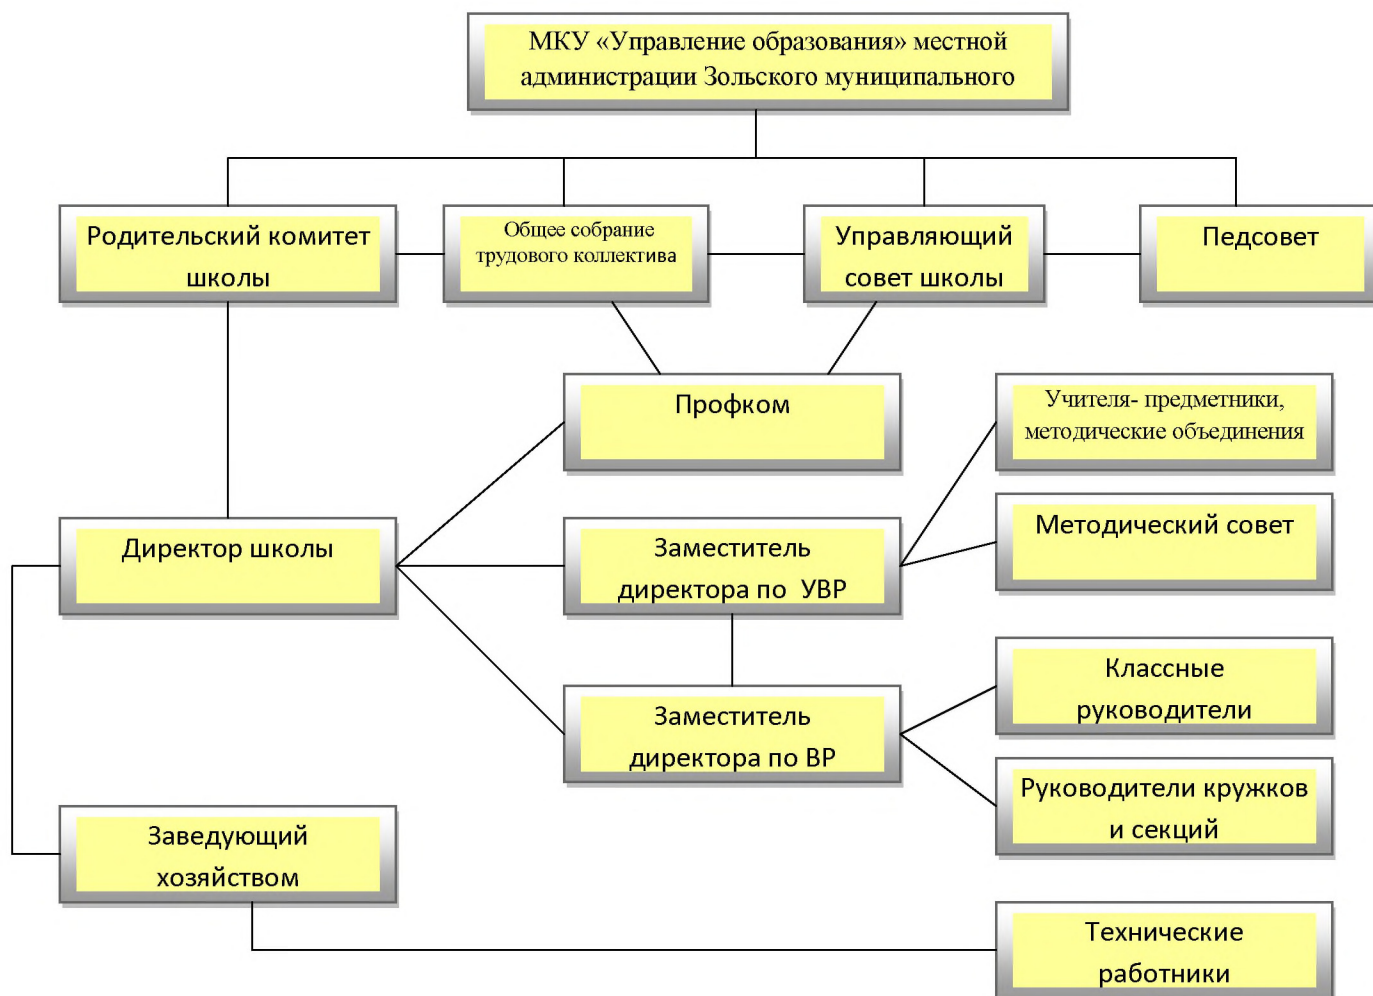 МКУ «Управление образования» местной
администрации Зольского муниципального
Родительский комитет
школы
Общее собрание
трудового коллектива
Управляющий
совет школы
Педсовет
Профком
Учителя- предметники,
методические объединения
Директор школы
Заместитель
директора по УВР
Методический совет
Заместитель
директора по ВР
Классные
руководители
Руководители кружков
и секций
Заведующий
хозяйством
Технические
работники